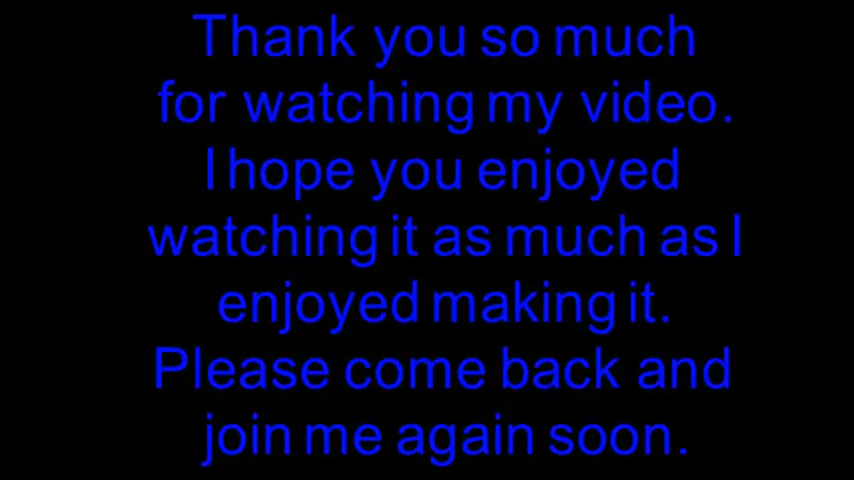 Thank you so much
for watching my video.
I hope you enjoyed
watching it as much as I
enjoyed making it.
Please come back and
join me again soon.